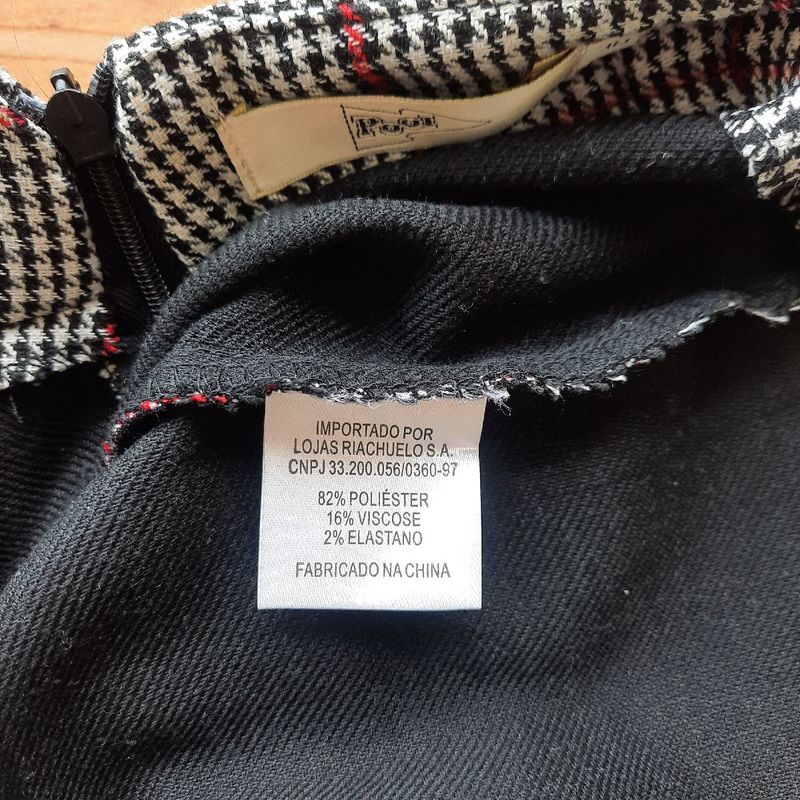 Pool
IMPORTADO POR
LOJAS RIACHUELO S.A.
CNPJ 33.200.056/0360-97
82% POLIÉSTER
16% VISCOSE
2% ELASTANO
FABRICADO NA CHINA